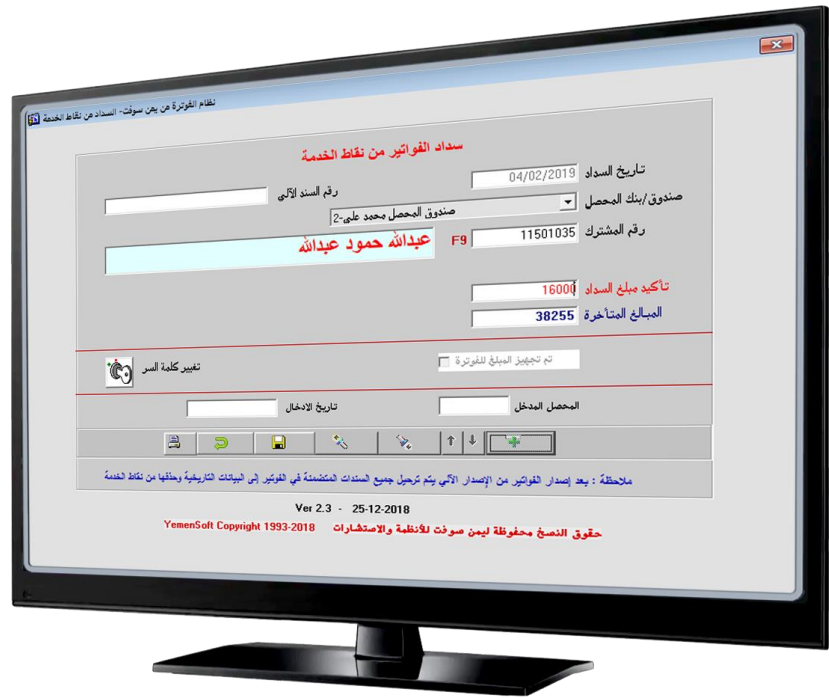 نظام الفوترة من يمن سوفت- السداد من نقاط الخدمة
سداد الفواتير من نقاط الخدمة
تاريخ السداد 04/02/2019
رقم السند الآلي
صندوق/بنك المحصل صندوق المحصل محمد علي-2
رقم المشترك 11501035 F9 عبدالله حمود عبدالله
تأكيد مبلغ السداد 16000
المبالغ المتأخرة 38255
تم تجهيز المبلغ للفوترة
تغيير كلمة السر
المحصل المدخل
تاريخ الادخال
ملاحظة : بعد إصدار الفواتير من الإصدار الآلي يتم ترحيل جميع السندات المتضمنة في الفوتير إلى البيانات التاريخية وحذفها من نقاط الخدمة
Ver 2.3 - 25-12-2018
حقوق النسخ محفوظة ليمن صوفت للأنظمة والاستشارات YemenSoft Copyright 1993-2018